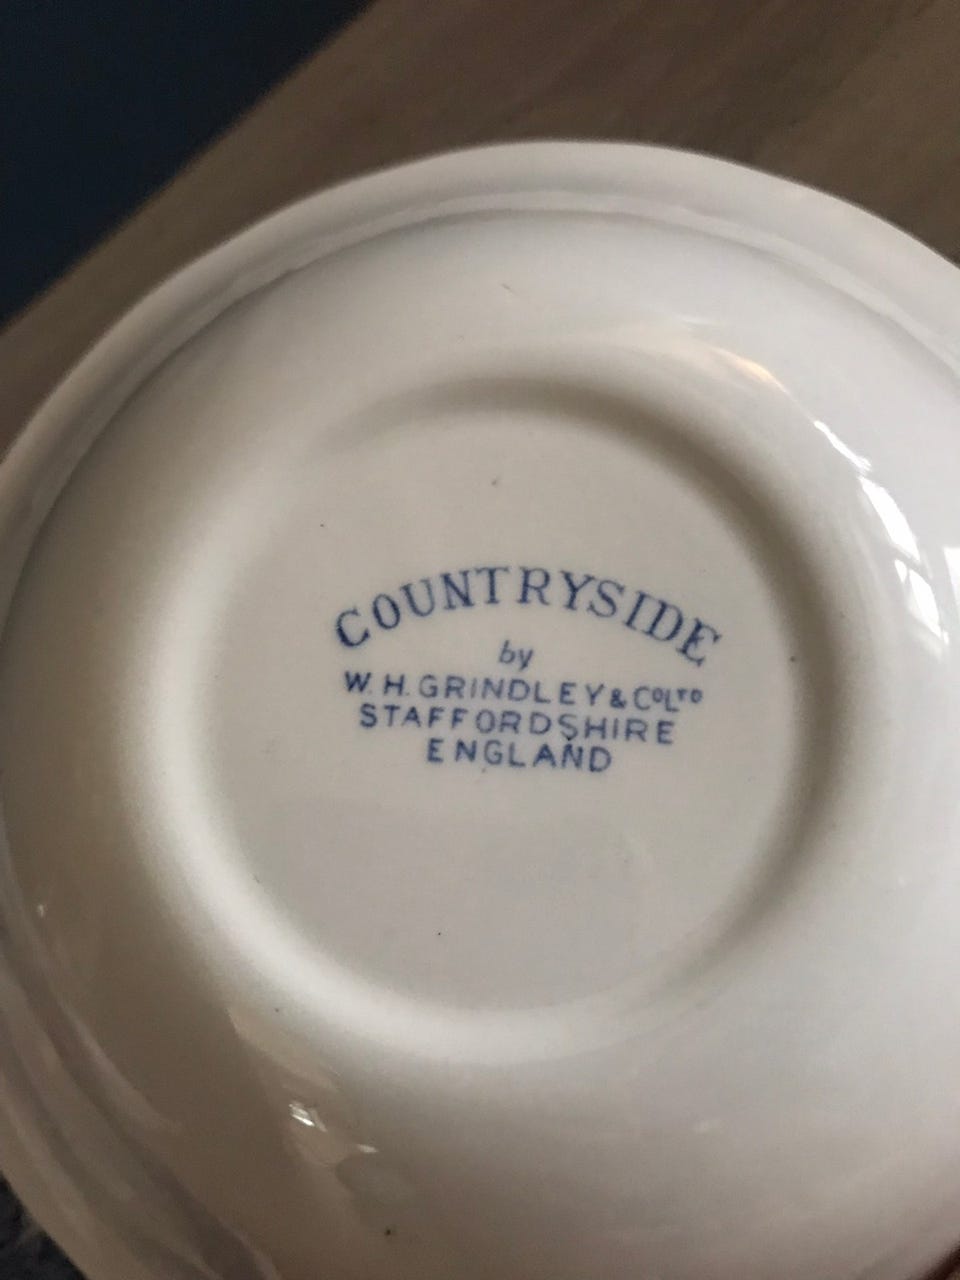 COUNTRYSIDE
by
W. H. GRINDLEY & CoLTD
STAFFORDSHIRE
ENGLAND